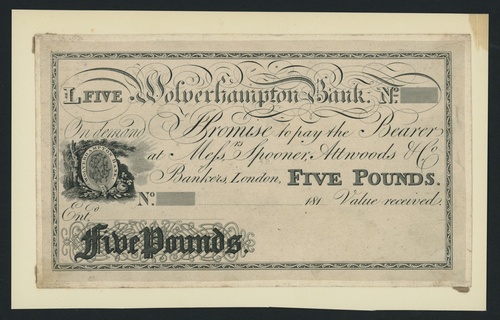 L FIVE Wolverhampton Bank. No.
On demand I Promise to pay the Bearer
at Messrs Spooner, Attwoods & Co
Bankers, London, FIVE POUNDS.
No. 181 Value received.
Entd
Five Pounds.